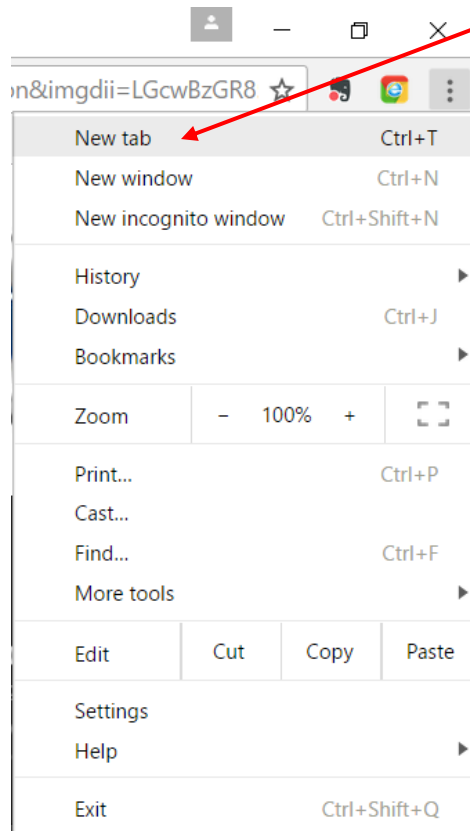 on&imgdii=LGcwBzGR8
New tab Ctrl+T
New window Ctrl+N
New incognito window Ctrl+Shift+N
History
Downloads Ctrl+J
Bookmarks
Zoom - 100% +
Print... Ctrl+P
Cast...
Find... Ctrl+F
More tools
Edit Cut Copy Paste
Settings
Help
Exit Ctrl+Shift+Q